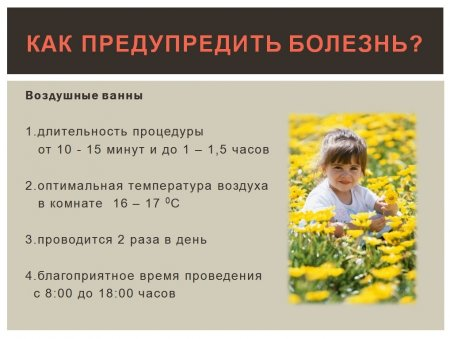 КАК ПРЕДУПРЕДИТЬ БОЛЕЗНЬ?
Воздушные ванны
1.длительность процедуры
от 10 - 15 минут и до 1 – 1,5 часов
2.оптимальная температура воздуха
в комнате 16 – 17 ⁰С
3.проводится 2 раза в день
4.благоприятное время проведения
с 8:00 до 18:00 часов